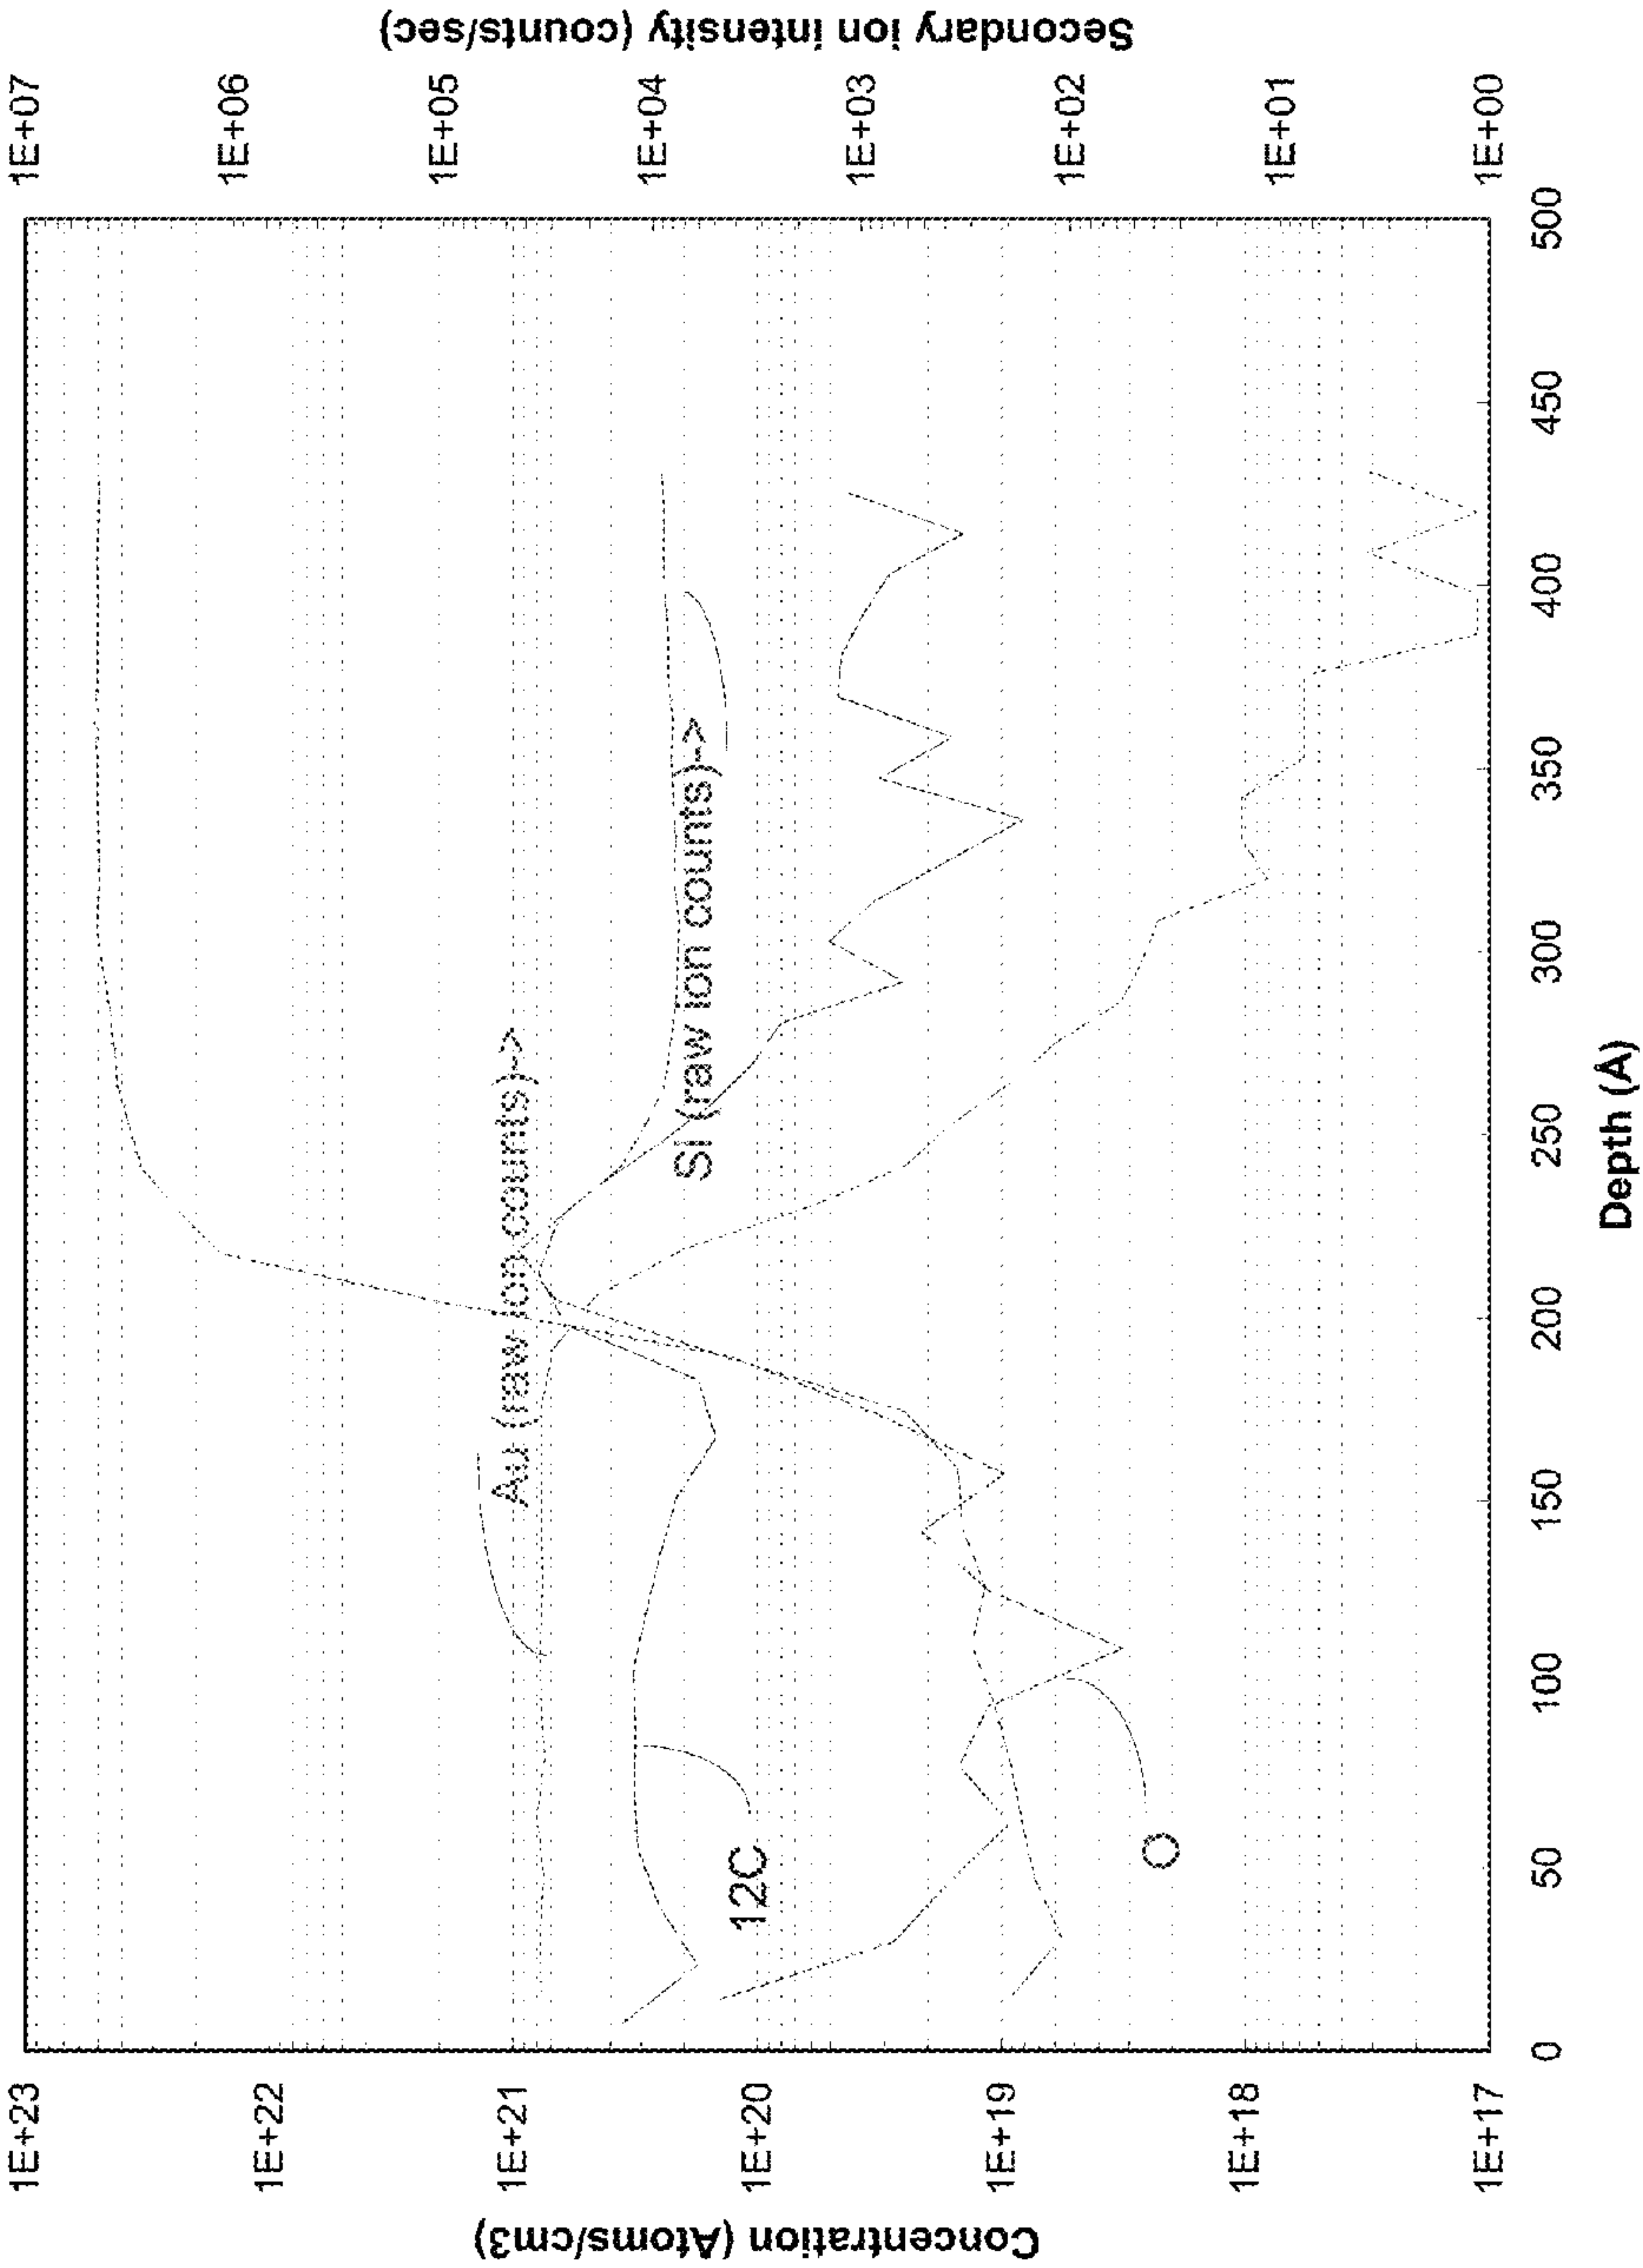 Concentration (Atoms/cm3)
1E+23
1E+22
1E+21
1E+20
1E+19
1E+18
1E+17
Secondary ion intensity (counts/sec)
1E+07
1E+06
1E+05
1E+04
1E+03
1E+02
1E+01
1E+00
Au (raw ion counts)->
Si (raw ion counts)->
12C
O
0
50
100
150
200
250
300
350
400
450
500
Depth (Å)